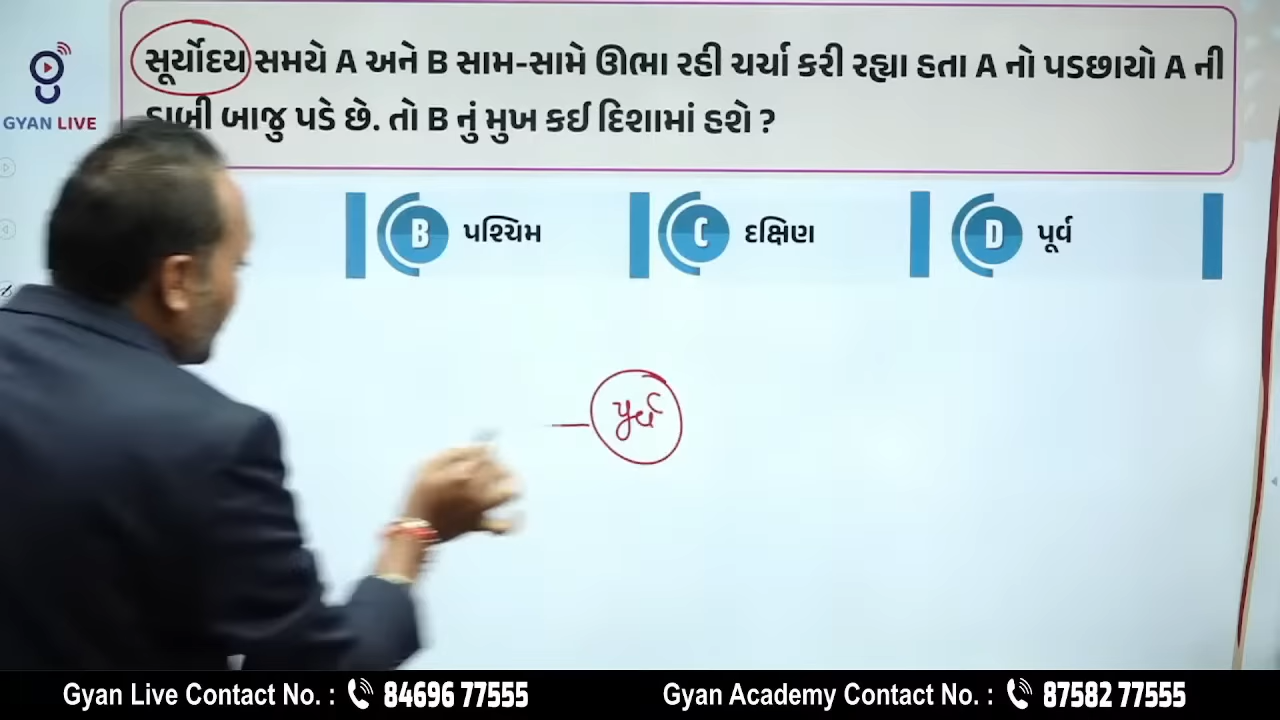 GYAN LIVE
સૂર્યોદય સમયે A અને B સામ-સામે ઊભા રહી ચર્ચા કરી રહ્યા હતા A નો પડછાયો A ની
બાજુ પડે છે. તો B નું મુખ કઈ દિશામાં હશે ?
B પશ્ચિમ
C દક્ષિણ
D પૂર્વ
પૂર્વ
Gyan Live Contact No. : 84696 77555
Gyan Academy Contact No. : 87582 77555